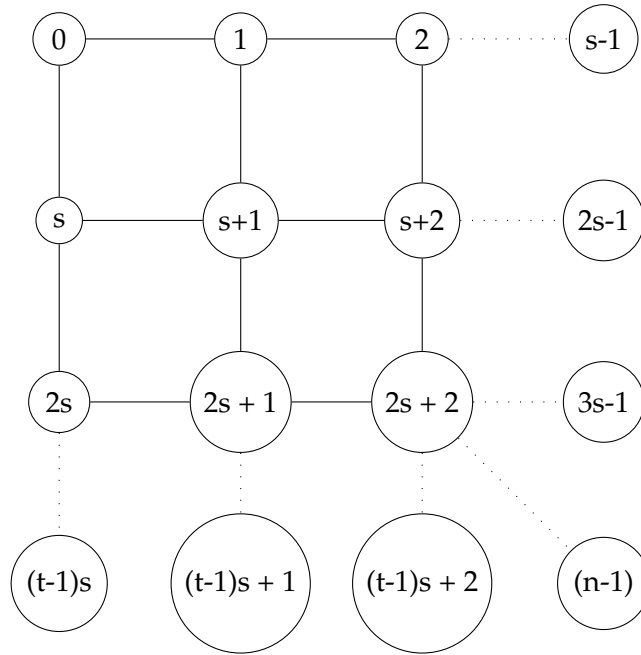 0 1 2 s-1
s s+1 s+2 2s-1
2s 2s + 1 2s + 2 3s-1
(t-1)s (t-1)s + 1 (t-1)s + 2 (n-1)